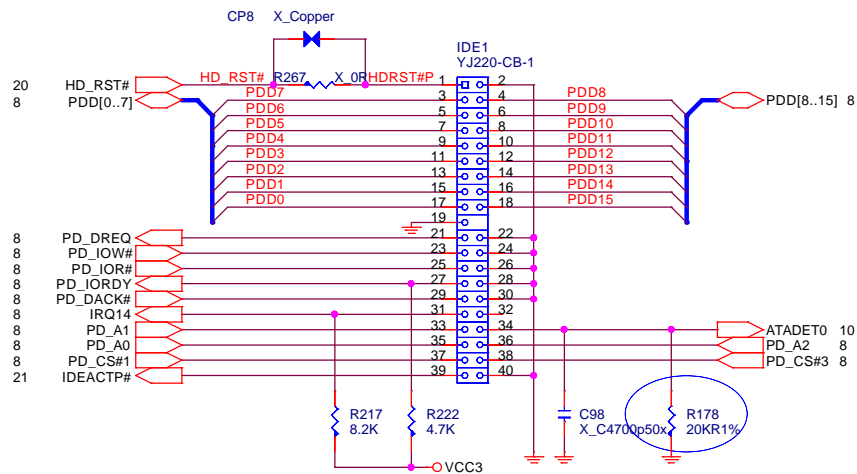 CP8 X_Copper
IDE1
YJ220-CB-1
20 HD_RST# HD_RST# R267 X_0R HDRST#P 1 2
8 PDD[0..7] PDD7 3 4 PDD8 PDD[8..15] 8
PDD6 5 6 PDD9
PDD5 7 8 PDD10
PDD4 9 10 PDD11
PDD3 11 12 PDD12
PDD2 13 14 PDD13
PDD1 15 16 PDD14
PDD0 17 18 PDD15
19
8 PD_DREQ 21 22
8 PD_IOW# 23 24
8 PD_IOR# 25 26
8 PD_IORDY 27 28
8 PD_DACK# 29 30
8 IRQ14 31 32
8 PD_A1 33 34 ATADET0 10
8 PD_A0 35 36 PD_A2 8
8 PD_CS#1 37 38 PD_CS#3 8
21 IDEACTP# 39 40
R217 R222 C98 R178
8.2K 4.7K X_C4700p50x 20KR1%
VCC3